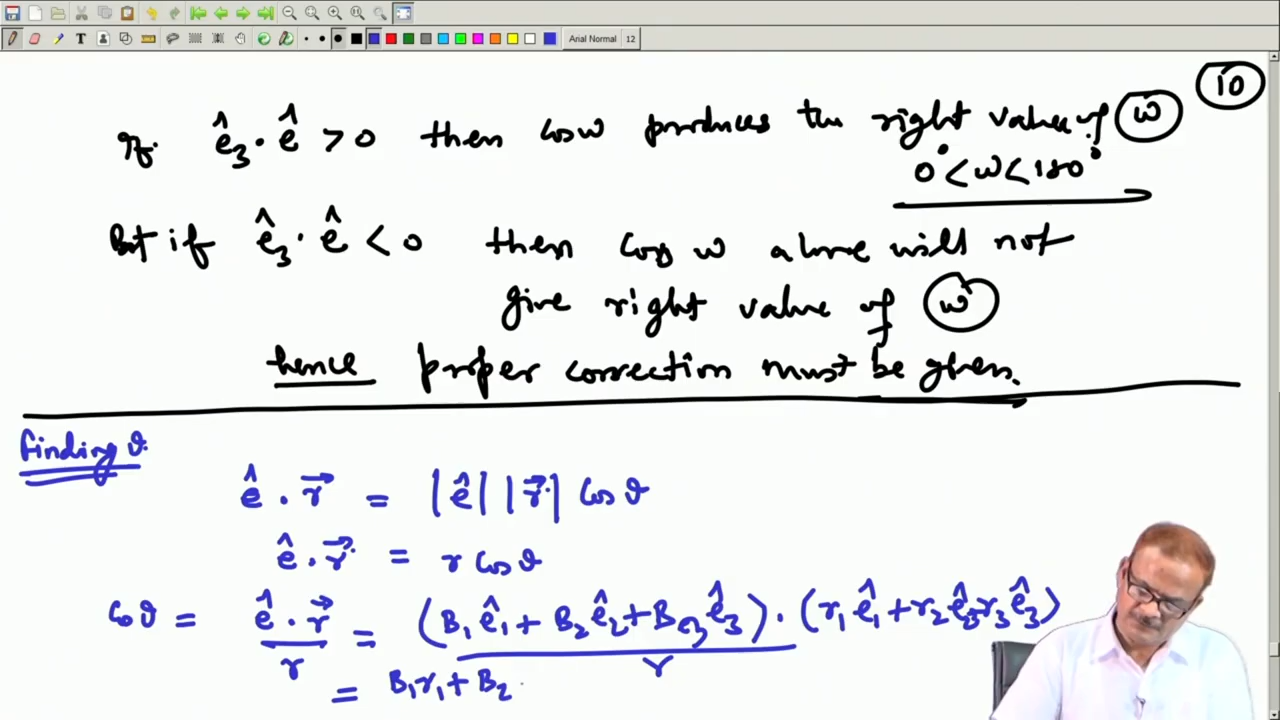 Arial Normal 12
10
If ê₃ · ê > 0 then cos ω produces the right value of ω
0° < ω < 180°
But if ê₃ · ê < 0 then cos ω alone will not
give right value of ω
hence proper correction must be given.
Finding θ.
ê · r⃗ = |ê| |r⃗| cos θ
ê · r⃗ = r cos θ
cos θ = ê · r⃗ / r = (B₁ê₁ + B₂ê₂ + B₃ê₃) · (r₁ê₁ + r₂ê₂ r₃ê₃) / r
= B₁r₁ + B₂